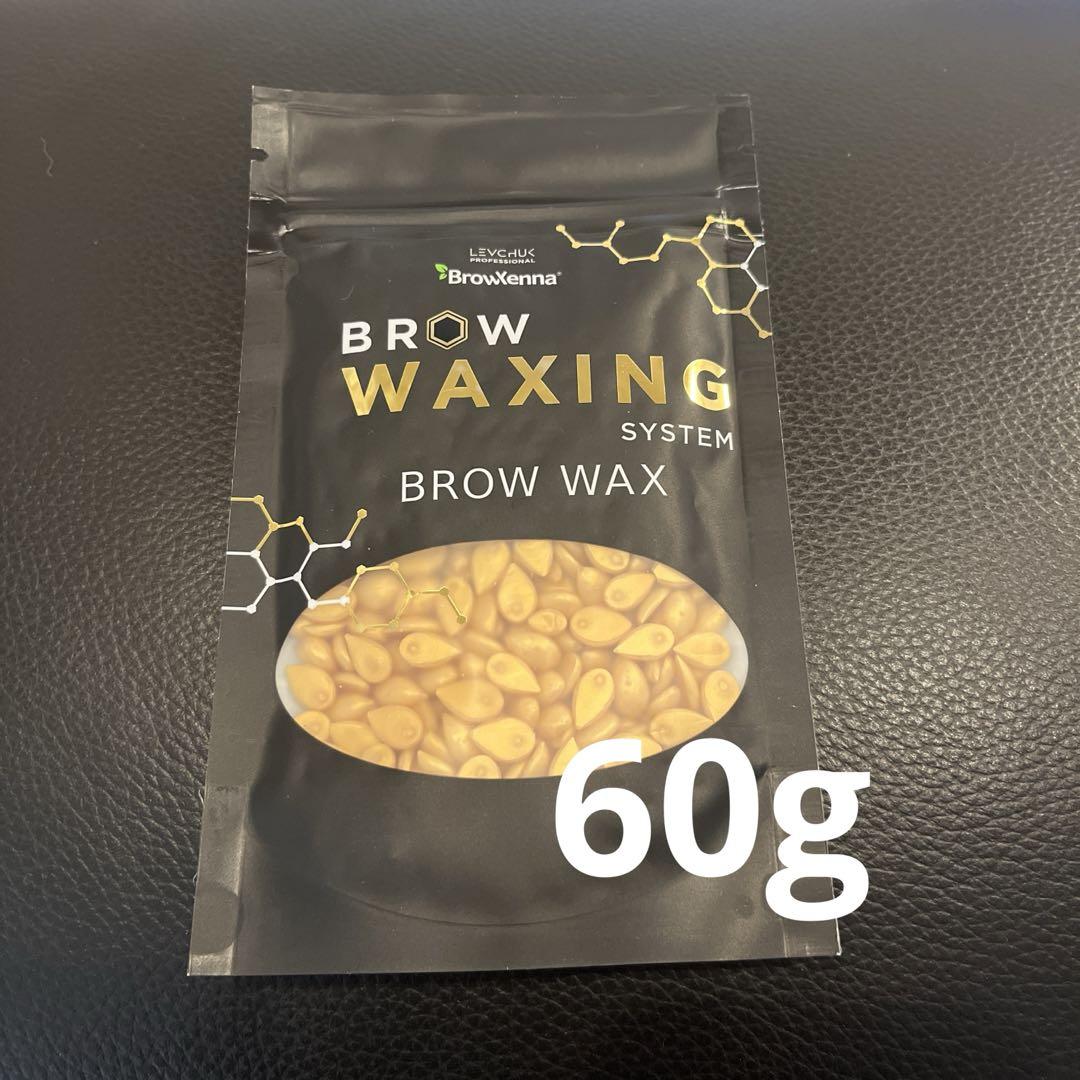 LEVCHUK
PROFESSIONAL
BrowXenna®
BROW
WAXING
SYSTEM
BROW WAX
60g